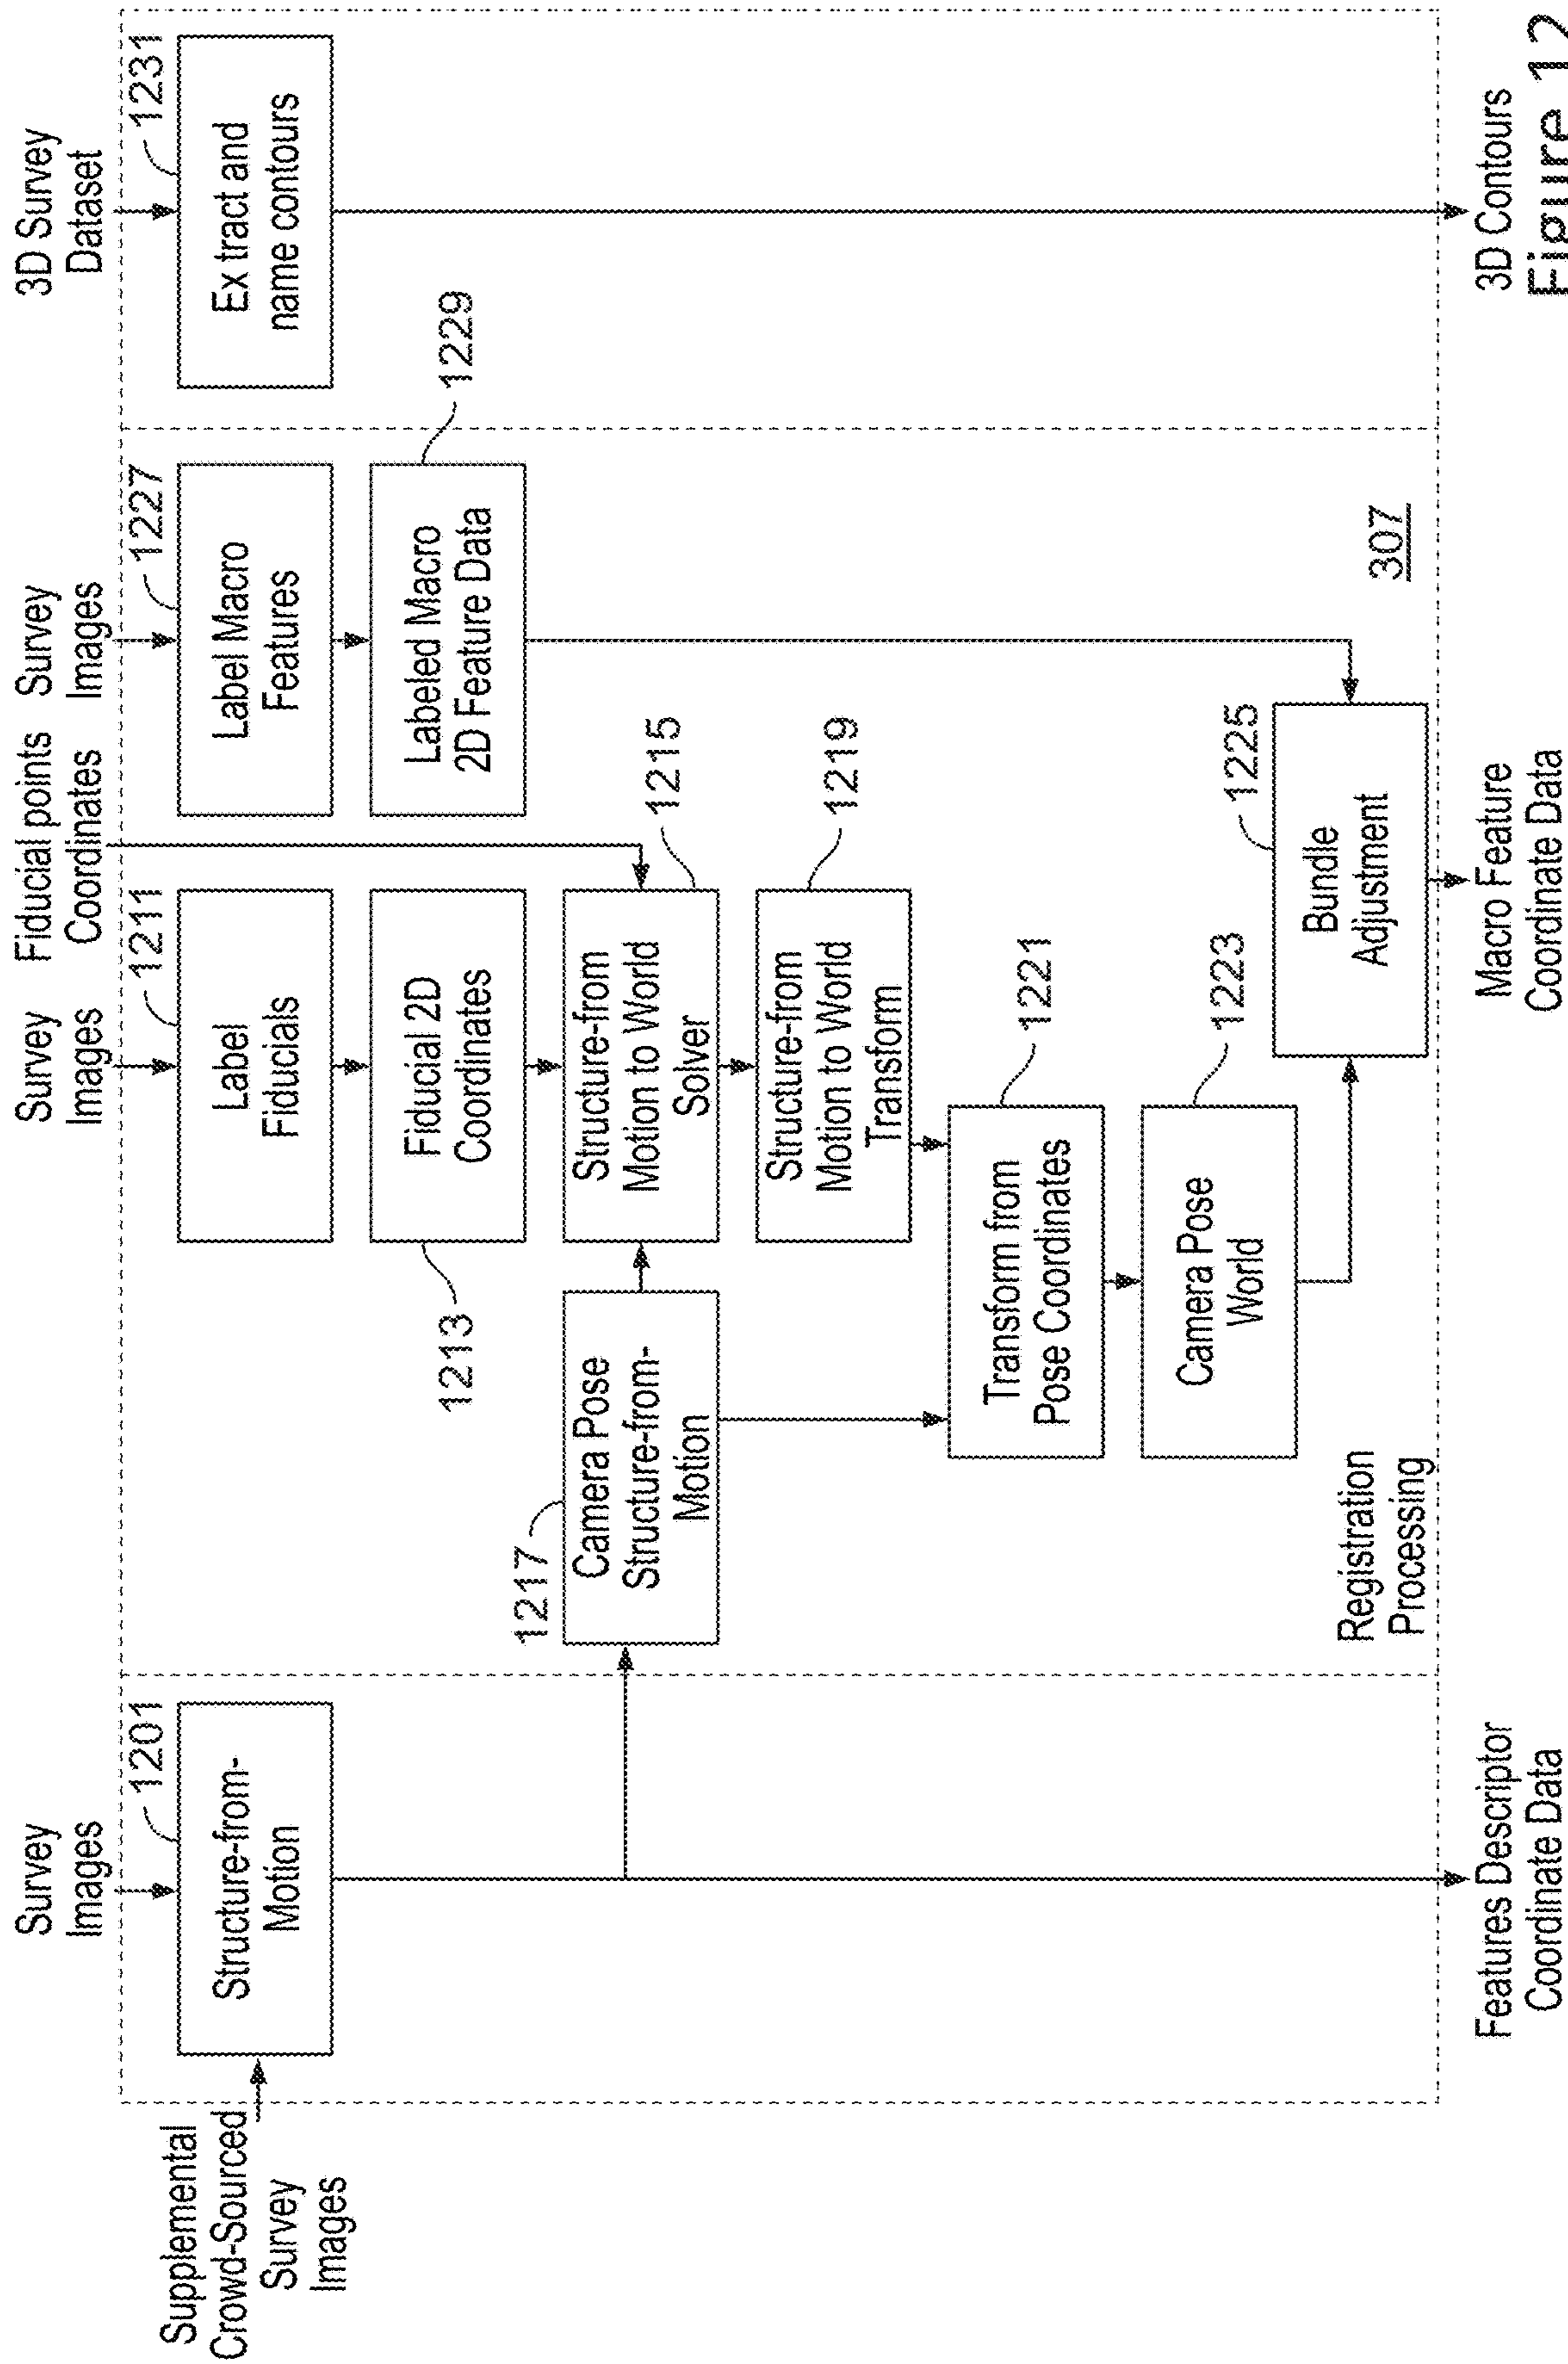 Supplemental
Crowd-Sourced
Survey
Images
Survey
Images
1201
Structure-from-
Motion
Features Descriptor
Coordinate Data
Survey
Images
1211
Label
Fiducials
Fiducial points
Coordinates
1213
Fiducial 2D
Coordinates
1217
Camera Pose
Structure-from-
Motion
Structure-from
Motion to World
Solver
1215
Structure-from
Motion to World
Transform
1219
Transform from
Pose Coordinates
1221
Camera Pose
World
1223
Survey
Images
1227
Label Macro
Features
Labeled Macro
2D Feature Data
1229
1225
Bundle
Adjustment
Registration
Processing
307
Macro Feature
Coordinate Data
3D Survey
Dataset
1231
Ex tract and
name contours
3D Contours
Figure 12